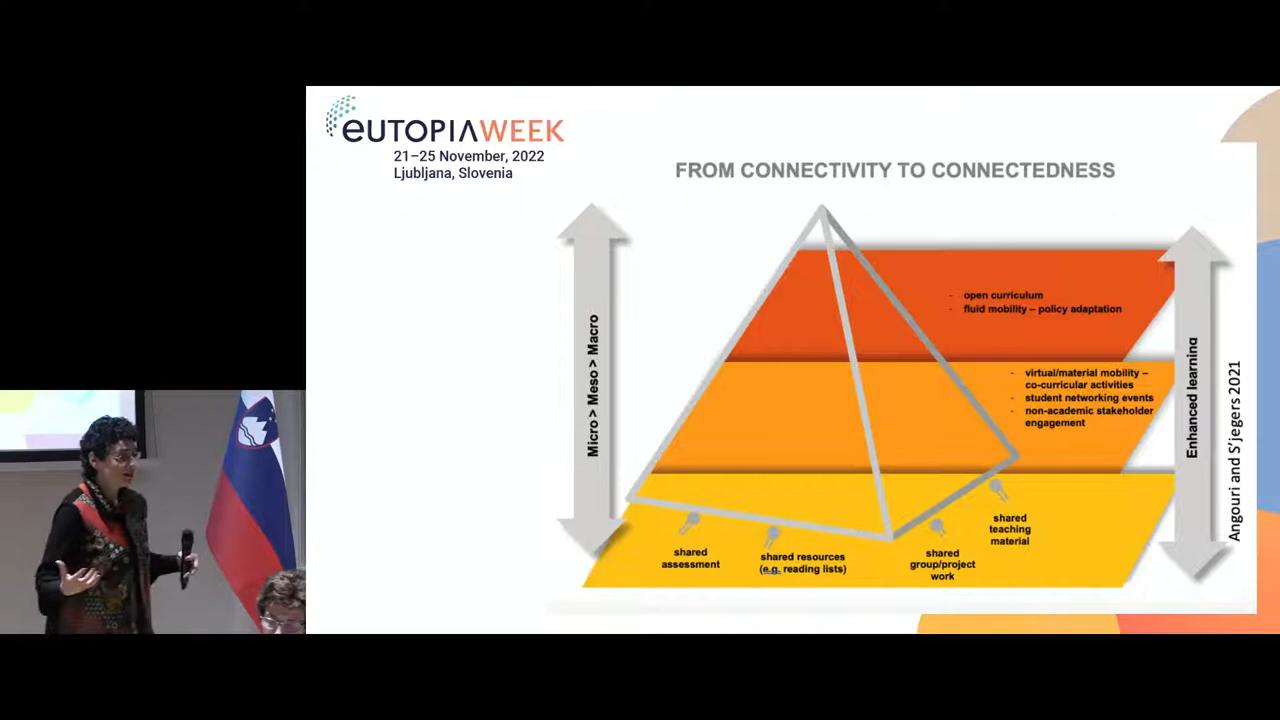 eUTOPIAWEEK
21–25 November, 2022
Ljubljana, Slovenia
FROM CONNECTIVITY TO CONNECTEDNESS
Micro > Meso > Macro
- open curriculum
- fluid mobility – policy adaptation
- virtual/material mobility –
co-curricular activities
- student networking events
- non-academic stakeholder
engagement
shared
assessment
shared resources
(e.g. reading lists)
shared
group/project
work
shared
teaching
material
Enhanced learning
Angouri and S'jegers 2021